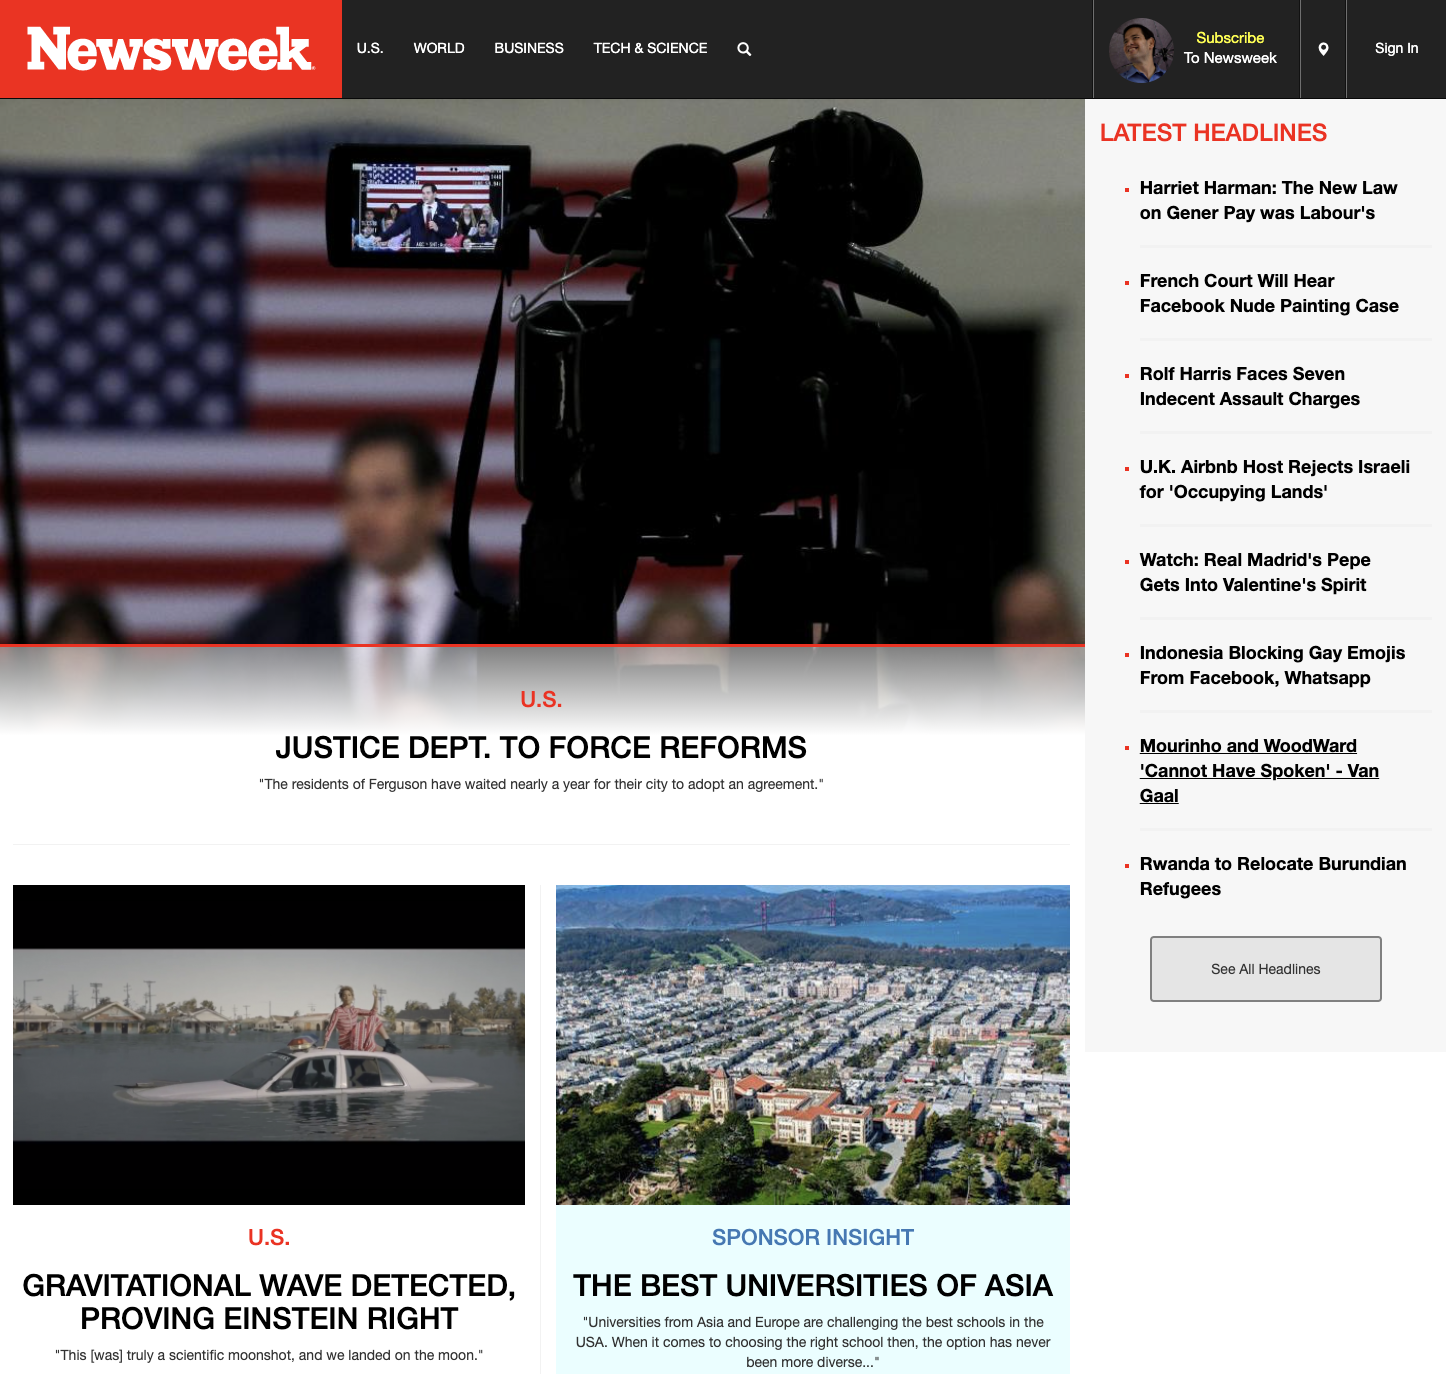 Newsweek
U.S.
WORLD
BUSINESS
TECH & SCIENCE
Subscribe
To Newsweek
Sign In
U.S.
JUSTICE DEPT. TO FORCE REFORMS
"The residents of Ferguson have waited nearly a year for their city to adopt an agreement."
U.S.
GRAVITATIONAL WAVE DETECTED,
PROVING EINSTEIN RIGHT
"This [was] truly a scientific moonshot, and we landed on the moon."
SPONSOR INSIGHT
THE BEST UNIVERSITIES OF ASIA
"Universities from Asia and Europe are challenging the best schools in the
USA. When it comes to choosing the right school then, the option has never
been more diverse..."
LATEST HEADLINES
Harriet Harman: The New Law
on Gener Pay was Labour's
French Court Will Hear
Facebook Nude Painting Case
Rolf Harris Faces Seven
Indecent Assault Charges
U.K. Airbnb Host Rejects Israeli
for 'Occupying Lands'
Watch: Real Madrid's Pepe
Gets Into Valentine's Spirit
Indonesia Blocking Gay Emojis
From Facebook, Whatsapp
Mourinho and WoodWard
'Cannot Have Spoken' - Van
Gaal
Rwanda to Relocate Burundian
Refugees
See All Headlines